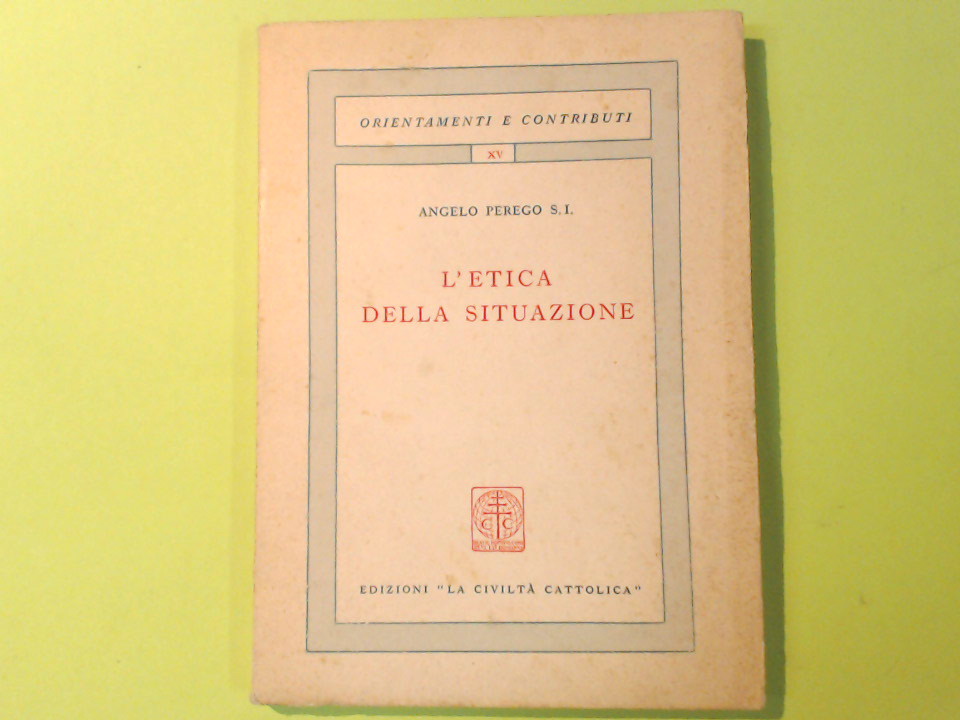 ORIENTAMENTI E CONTRIBUTI
XV
ANGELO PEREGO S. I.
L'ETICA
DELLA SITUAZIONE
C C
EDIZIONI "LA CIVILTÀ CATTOLICA"